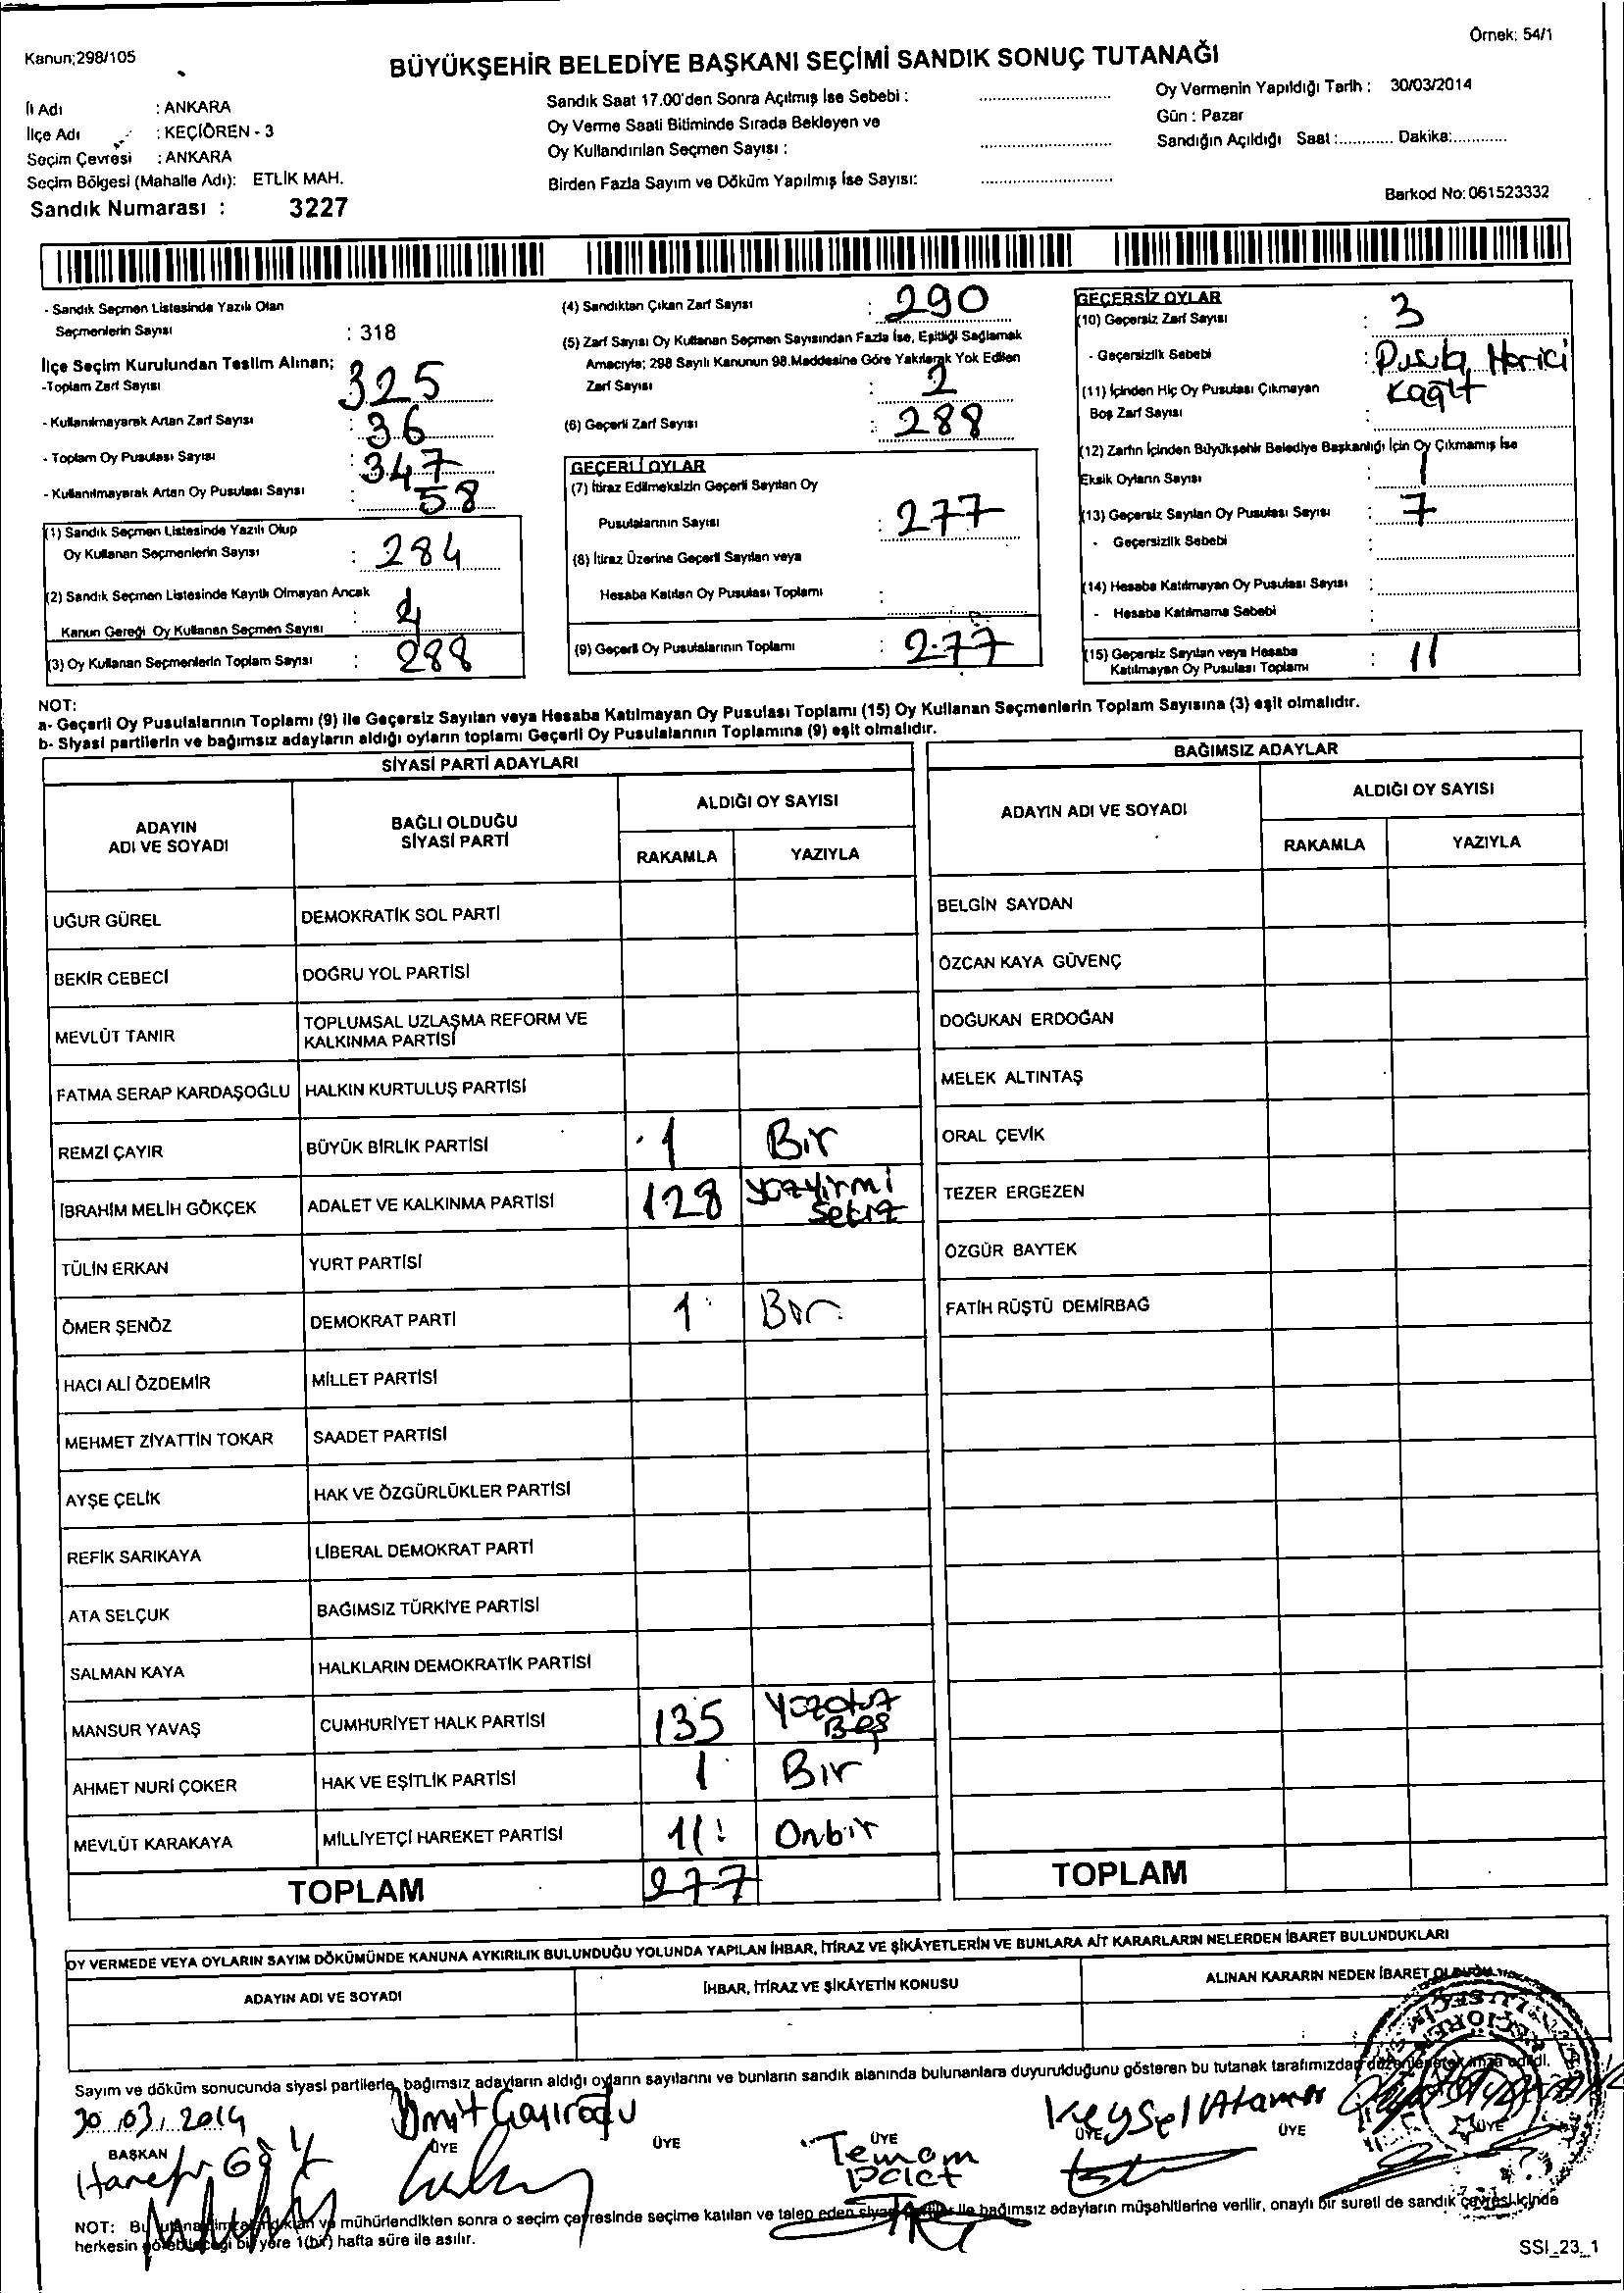 Kanun;298/105
Örnek: 54/1
BÜYÜKŞEHİR BELEDİYE BAŞKANI SEÇİMİ SANDIK SONUÇ TUTANAĞI
İl Adı : ANKARA
İlçe Adı : KEÇİÖREN - 3
Seçim Çevresi : ANKARA
Seçim Bölgesi (Mahalle Adı): ETLİK MAH.
Sandık Numarası : 3227
Sandık Saat 17.00'den Sonra Açılmış İse Sebebi :
Oy Verme Saati Bitiminde Sırada Bekleyen ve
Oy Kullandırılan Seçmen Sayısı :
Birden Fazla Sayım ve Döküm Yapılmış İse Sayısı:
Oy Vermenin Yapıldığı Tarih : 30/03/2014
Gün : Pazar
Sandığın Açıldığı Saat :............ Dakika:............
Barkod No: 061523332
- Sandık Seçmen Listesinde Yazılı Olan
Seçmenlerin Sayısı : 318
İlçe Seçim Kurulundan Teslim Alınan;
-Toplam Zarf Sayısı 325
- Kullanılmayarak Artan Zarf Sayısı : 36
- Toplam Oy Pusulası Sayısı : 347
- Kullanılmayarak Artan Oy Pusulası Sayısı : 58
(1) Sandık Seçmen Listesinde Yazılı Olup
Oy Kullanan Seçmenlerin Sayısı : 284
(2) Sandık Seçmen Listesinde Kayıtlı Olmayan Ancak
Kanun Gereği Oy Kullanan Seçmen Sayısı : 4
(3) Oy Kullanan Seçmenlerin Toplam Sayısı : 288
(4) Sandıktan Çıkan Zarf Sayısı : 290
(5) Zarf Sayısı Oy Kullanan Seçmen Sayısından Fazla İse, Eşitliği Sağlamak
Amacıyla; 298 Sayılı Kanunun 98.Maddesine Göre Yakılarak Yok Edilen
Zarf Sayısı : 2
(6) Geçerli Zarf Sayısı : 288
GEÇERLİ OYLAR
(7) İtiraz Edilmeksizin Geçerli Sayılan Oy
Pusulalarının Sayısı : 277
(8) İtiraz Üzerine Geçerli Sayılan veya
Hesaba Katılan Oy Pusulası Toplamı :
(9) Geçerli Oy Pusulalarının Toplamı : 277
GEÇERSİZ OYLAR
(10) Geçersiz Zarf Sayısı : 3
- Geçersizlik Sebebi : Pusula Harici
Kağıt
(11) İçinden Hiç Oy Pusulası Çıkmayan
Boş Zarf Sayısı :
(12) Zarfın İçinden Büyükşehir Belediye Başkanlığı İçin Oy Çıkmamış İse
Eksik Oyların Sayısı : 1
(13) Geçersiz Sayılan Oy Pusulası Sayısı : 7
- Geçersizlik Sebebi :
(14) Hesaba Katılmayan Oy Pusulası Sayısı :
- Hesaba Katılmama Sebebi :
(15) Geçersiz Sayılan veya Hesaba
Katılmayan Oy Pusulası Toplamı : 11
NOT:
a- Geçerli Oy Pusulalarının Toplamı (9) ile Geçersiz Sayılan veya Hesaba Katılmayan Oy Pusulası Toplamı (15) Oy Kullanan Seçmenlerin Toplam Sayısına (3) eşit olmalıdır.
b- Siyasi partilerin ve bağımsız adayların aldığı oyların toplamı Geçerli Oy Pusulalarının Toplamına (9) eşit olmalıdır.
SİYASİ PARTİ ADAYLARI
ADAYIN ADI VE SOYADI
BAĞLI OLDUĞU SİYASİ PARTİ
ALDIĞI OY SAYISI
RAKAMLA YAZIYLA
UĞUR GÜREL DEMOKRATİK SOL PARTİ
BEKİR CEBECİ DOĞRU YOL PARTİSİ
MEVLÜT TANIR TOPLUMSAL UZLAŞMA REFORM VE
KALKINMA PARTİSİ
FATMA SERAP KARDAŞOĞLU HALKIN KURTULUŞ PARTİSİ
REMZİ ÇAYIR BÜYÜK BİRLİK PARTİSİ 1 Bir
İBRAHİM MELİH GÖKÇEK ADALET VE KALKINMA PARTİSİ 128 yüzyirmi
sekiz
TÜLİN ERKAN YURT PARTİSİ
ÖMER ŞENÖZ DEMOKRAT PARTİ 1 Bir
HACI ALİ ÖZDEMİR MİLLET PARTİSİ
MEHMET ZİYATTİN TOKAR SAADET PARTİSİ
AYŞE ÇELİK HAK VE ÖZGÜRLÜKLER PARTİSİ
REFİK SARIKAYA LİBERAL DEMOKRAT PARTİ
ATA SELÇUK BAĞIMSIZ TÜRKİYE PARTİSİ
SALMAN KAYA HALKLARIN DEMOKRATİK PARTİSİ
MANSUR YAVAŞ CUMHURİYET HALK PARTİSİ 135 Yüzotuz
Beş
AHMET NURİ ÇOKER HAK VE EŞİTLİK PARTİSİ 1 Bir
MEVLÜT KARAKAYA MİLLİYETÇİ HAREKET PARTİSİ 11 Onbir
TOPLAM 277
BAĞIMSIZ ADAYLAR
ADAYIN ADI VE SOYADI
ALDIĞI OY SAYISI
RAKAMLA YAZIYLA
BELGİN SAYDAN
ÖZCAN KAYA GÜVENÇ
DOĞUKAN ERDOĞAN
MELEK ALTINTAŞ
ORAL ÇEVİK
TEZER ERGEZEN
ÖZGÜR BAYTEK
FATİH RÜŞTÜ DEMİRBAĞ
TOPLAM
OY VERMEDE VEYA OYLARIN SAYIM DÖKÜMÜNDE KANUNA AYKIRILIK BULUNDUĞU YOLUNDA YAPILAN İHBAR, İTİRAZ VE ŞİKÂYETLERİN VE BUNLARA AİT KARARLARIN NELERDEN İBARET BULUNDUKLARI
ADAYIN ADI VE SOYADI
İHBAR, İTİRAZ VE ŞİKÂYETİN KONUSU
ALINAN KARARIN NEDEN İBARET
Sayım ve döküm sonucunda siyasi partilerle, bağımsız adayların aldığı oyların sayılarını ve bunların sandık alanında bulunanlara duyurulduğunu gösteren bu tutanak tarafımızdan düzenlenerek imza edildi.
30.03.2014
BAŞKAN ÜYE ÜYE ÜYE ÜYE ÜYE ÜYE
NOT: Bu mühürlendikten sonra o seçim çevresinde seçime katılan ve talep eden ile bağımsız adayların müşahitlerine verilir, onaylı bir sureti de sandık çevresi içinde
herkesin görebileceği bir yere 1(bir) hafta süre ile asılır.
SSI_23_1